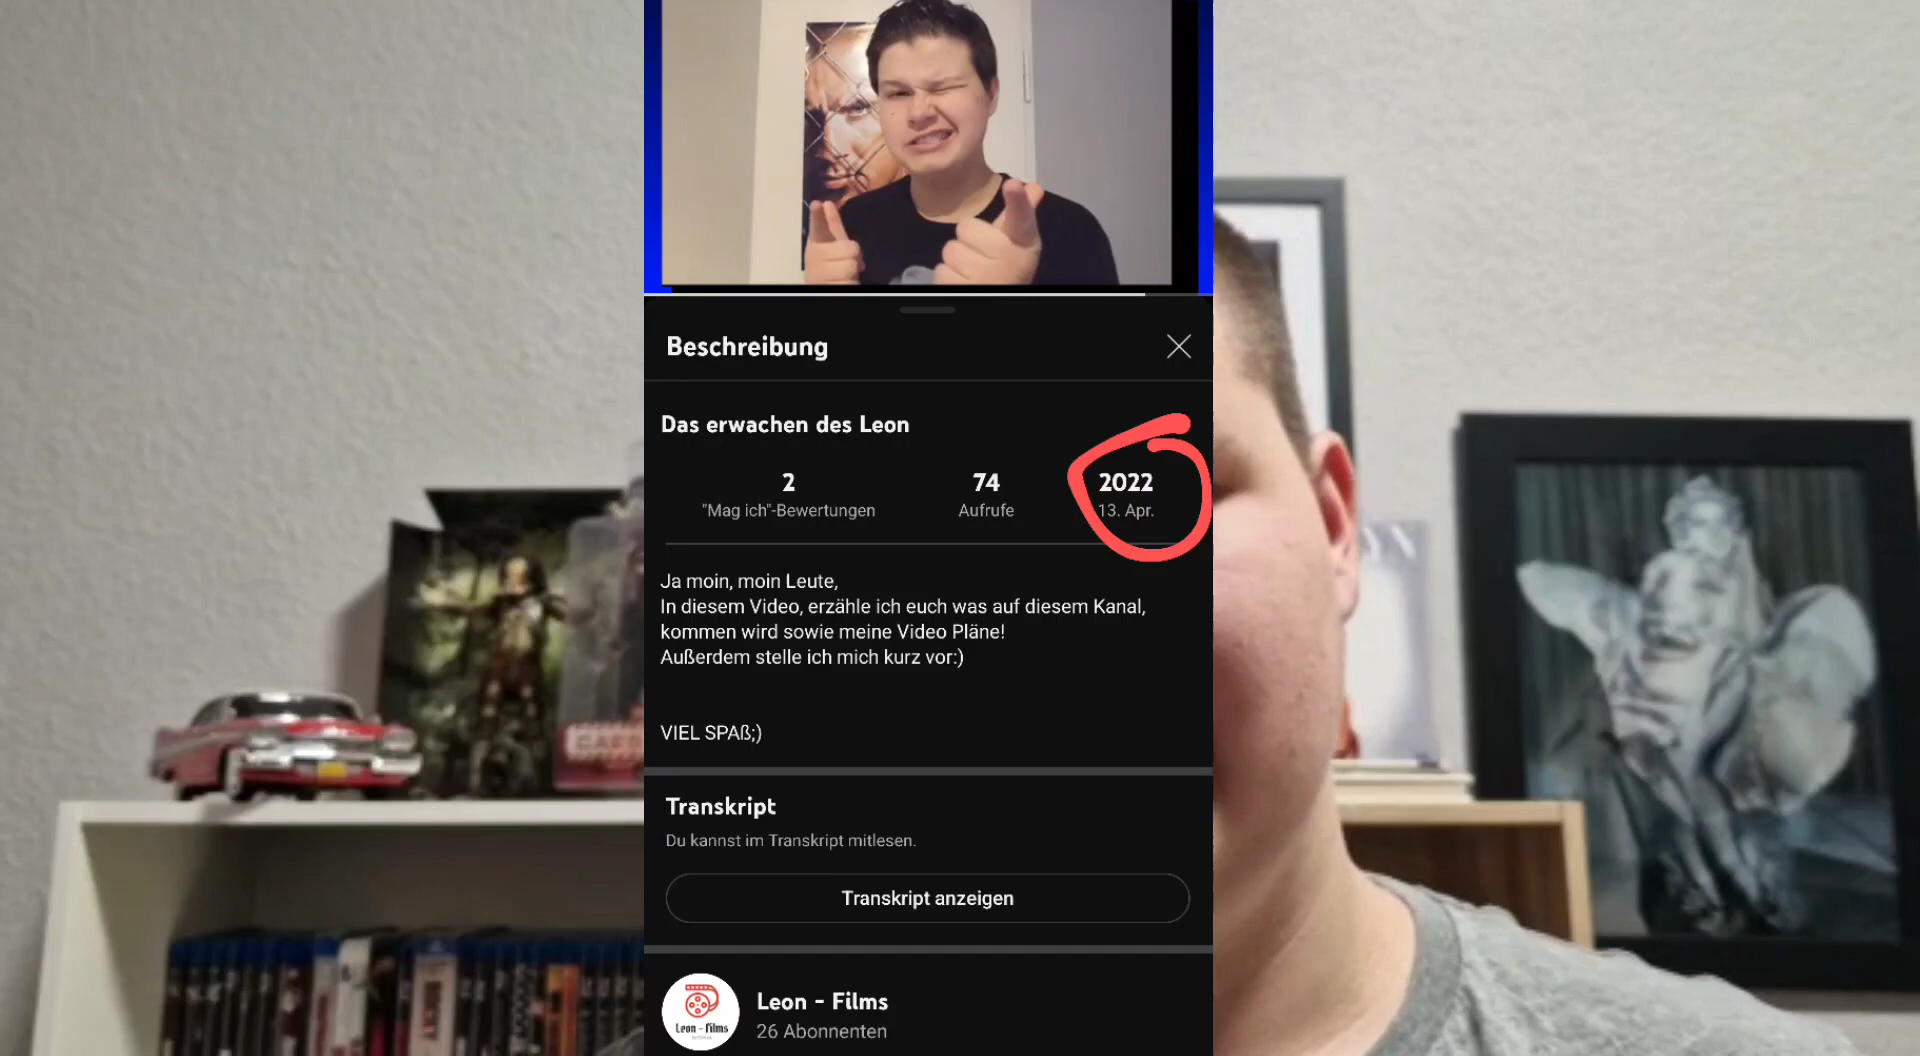 Beschreibung
Das erwachen des Leon
2 74 2022
"Mag ich"-Bewertungen Aufrufe 13. Apr.
Ja moin, moin Leute,
In diesem Video, erzähle ich euch was auf diesem Kanal,
kommen wird sowie meine Video Pläne!
Außerdem stelle ich mich kurz vor:)
VIEL SPAß;)
Transkript
Du kannst im Transkript mitlesen.
Transkript anzeigen
Leon - Films
26 Abonnenten
Leon - films